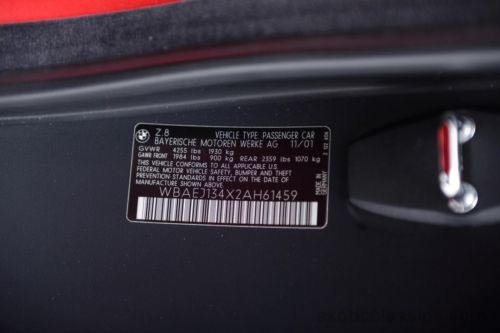 Z.8 VEHICLE TYPE: PASSENGER CAR
BAYERISCHE MOTOREN WERKE AG 11/01
GVWR 4255 lbs 1930 kg
GAWR FRONT 1984 lbs 900 kg REAR 2359 lbs 1070 kg
THIS VEHICLE CONFORMS TO ALL APPLICABLE
FEDERAL MOTOR VEHICLE SAFETY, BUMPER AND THEFT
PREVENTION STANDARDS IN EFFECT ON THE DATE OF
MANUFACTURE SHOWN ABOVE
WBAEJ134X2AH61459
MADE IN
GERMANY